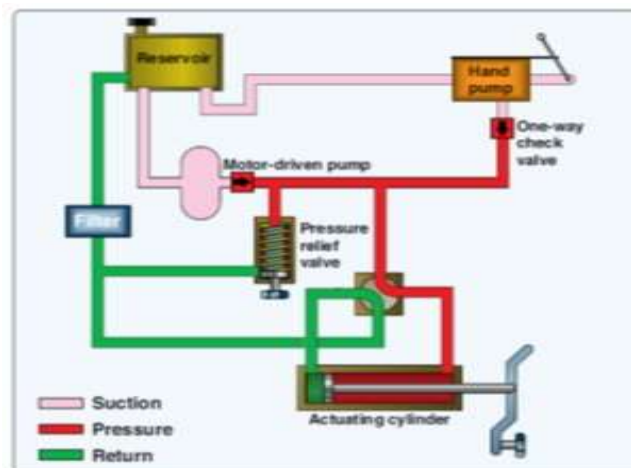 Reservoir
Hand
pump
One-way
check
valve
Motor-driven pump
Filter
Pressure
relief
valve
Actuating cylinder
Suction
Pressure
Return